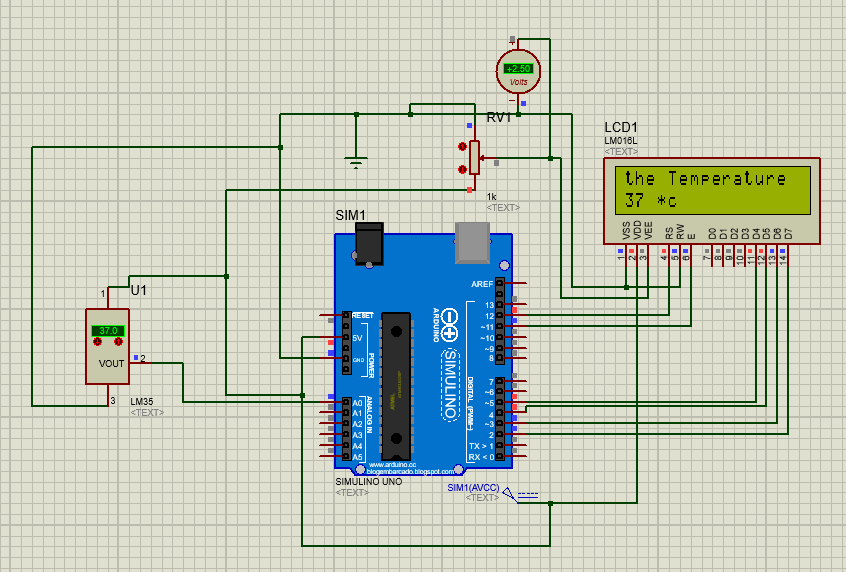 +2.50
Volts
RV1
1k
<TEXT>
LCD1
LM016L
<TEXT>
the Temperature
37 *c
VSS
VDD
VEE
RS
RW
E
D0
D1
D2
D3
D4
D5
D6
D7
1
2
3
4
5
6
7
8
9
10
11
12
13
14
SIM1
AREF
13
12
~11
~10
~9
8
RESET
5V
GND
POWER
ARDUINO
SIMULINO
DIGITAL (PWM~)
7
~6
~5
4
~3
2
TX > 1
RX < 0
ANALOG IN
A0
A1
A2
A3
A4
A5
www.arduino.cc
blogembarcado.blogspot.com
SIMULINO UNO
<TEXT>
SIM1(AVCC)
<TEXT>
U1
1
37.0
VOUT
2
3
LM35
<TEXT>